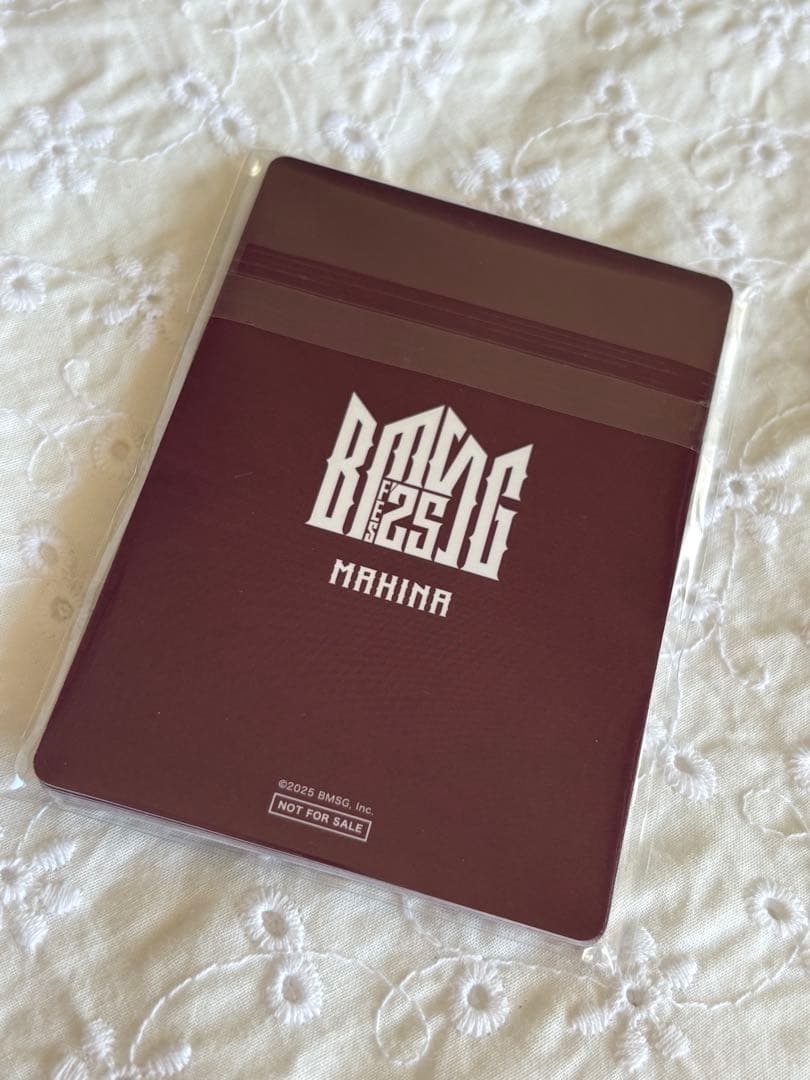 BMSG
FES
'25
MAHINA
©2025 BMSG, Inc.
NOT FOR SALE